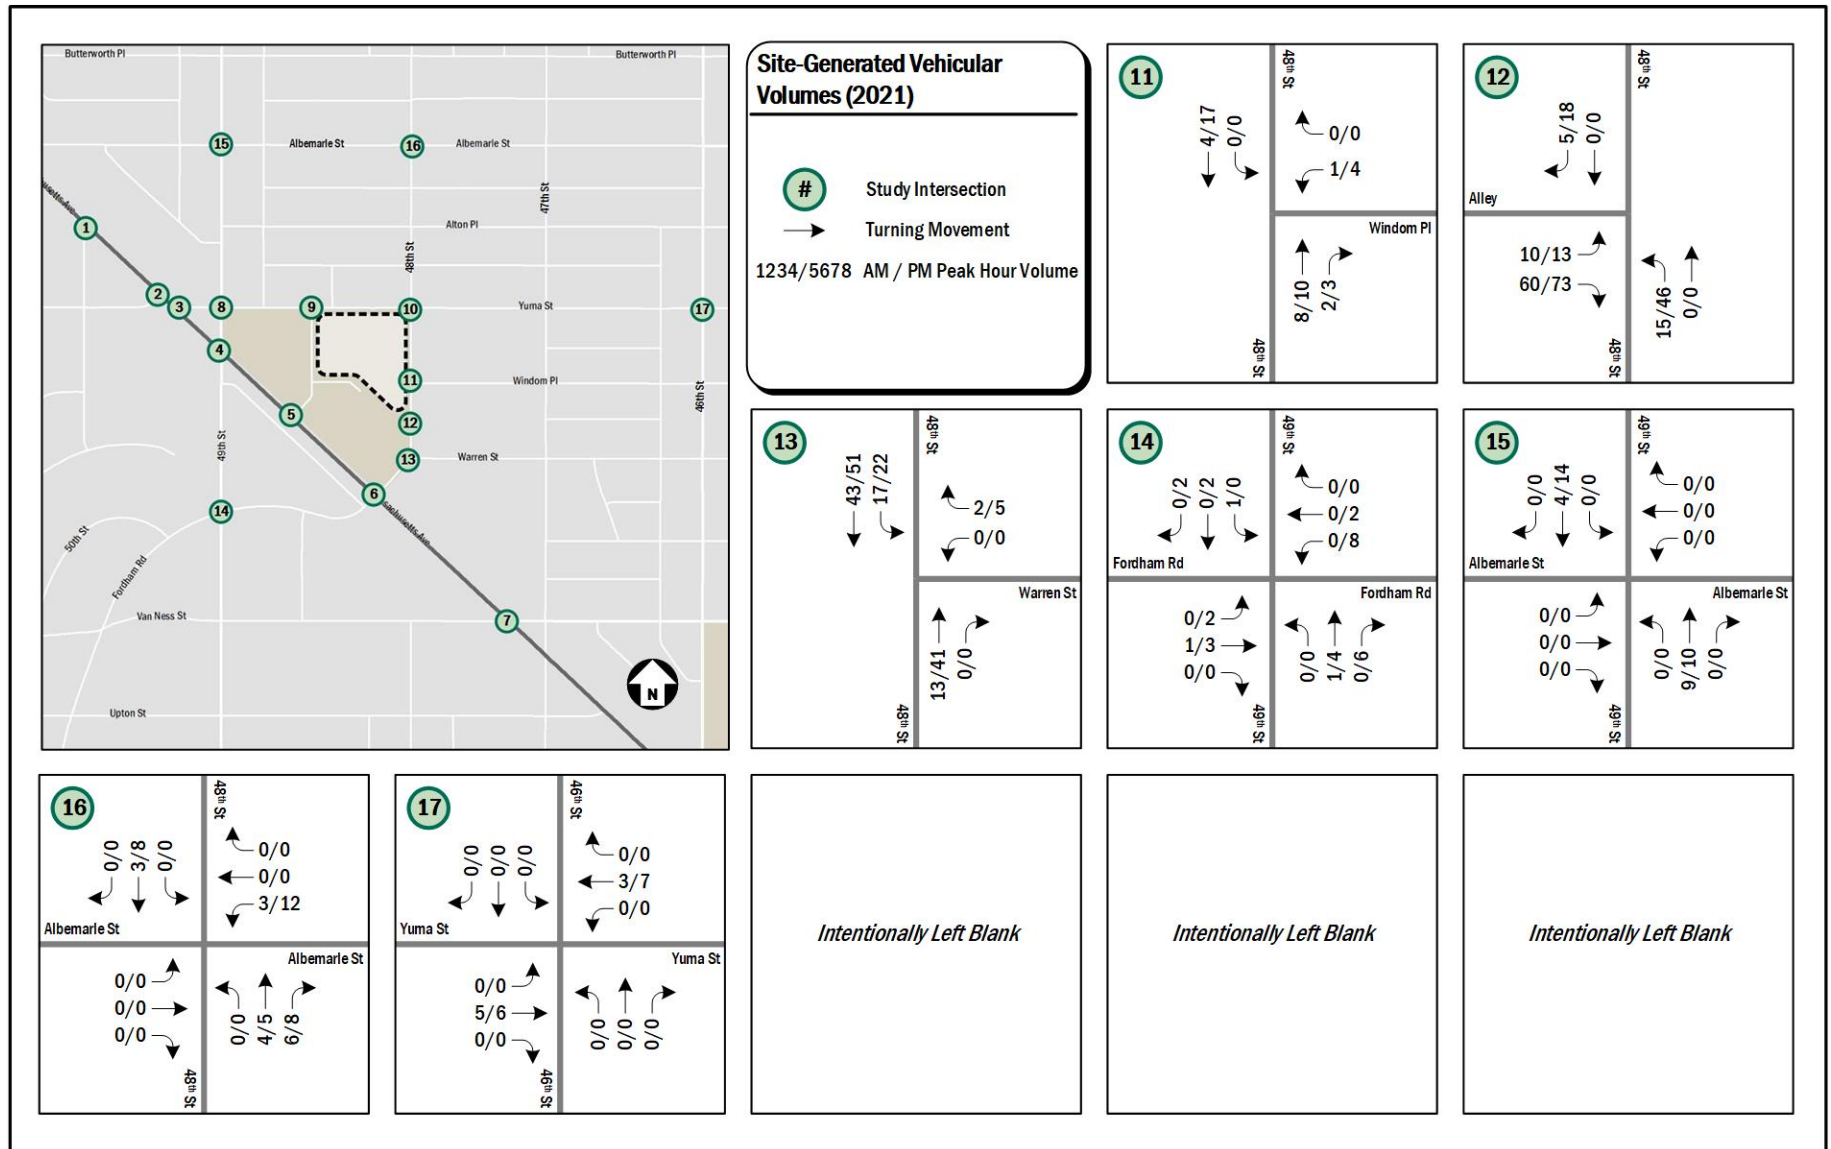 Butterworth Pl
Butterworth Pl
15
Albemarle St
16
Albemarle St
47th St
1
Alton Pl
48th St
2
3
8
9
10
Yuma St
17
4
11
Windom Pl
46th St
5
12
49th St
13
Warren St
6
14
50th St
Fordham Rd
Van Ness St
7
N
Upton St
Site-Generated Vehicular
Volumes (2021)
#
Study Intersection
Turning Movement
1234/5678 AM / PM Peak Hour Volume
11
48th St
4/17
0/0
0/0
1/4
Windom Pl
8/10
2/3
48th St
12
48th St
5/18
0/0
Alley
10/13
60/73
15/46
0/0
48th St
13
48th St
43/51
17/22
2/5
0/0
Warren St
13/41
0/0
48th St
14
49th St
0/2
0/2
1/0
0/0
0/2
0/8
Fordham Rd
Fordham Rd
0/2
1/3
0/0
0/0
1/4
0/6
49th St
15
49th St
0/0
4/14
0/0
0/0
0/0
0/0
Albemarle St
Albemarle St
0/0
0/0
0/0
0/0
9/10
0/0
49th St
16
48th St
0/0
3/8
0/0
0/0
0/0
3/12
Albemarle St
Albemarle St
0/0
0/0
0/0
0/0
4/5
6/8
48th St
17
46th St
0/0
0/0
0/0
0/0
3/7
0/0
Yuma St
Yuma St
0/0
5/6
0/0
0/0
0/0
0/0
46th St
Intentionally Left Blank
Intentionally Left Blank
Intentionally Left Blank